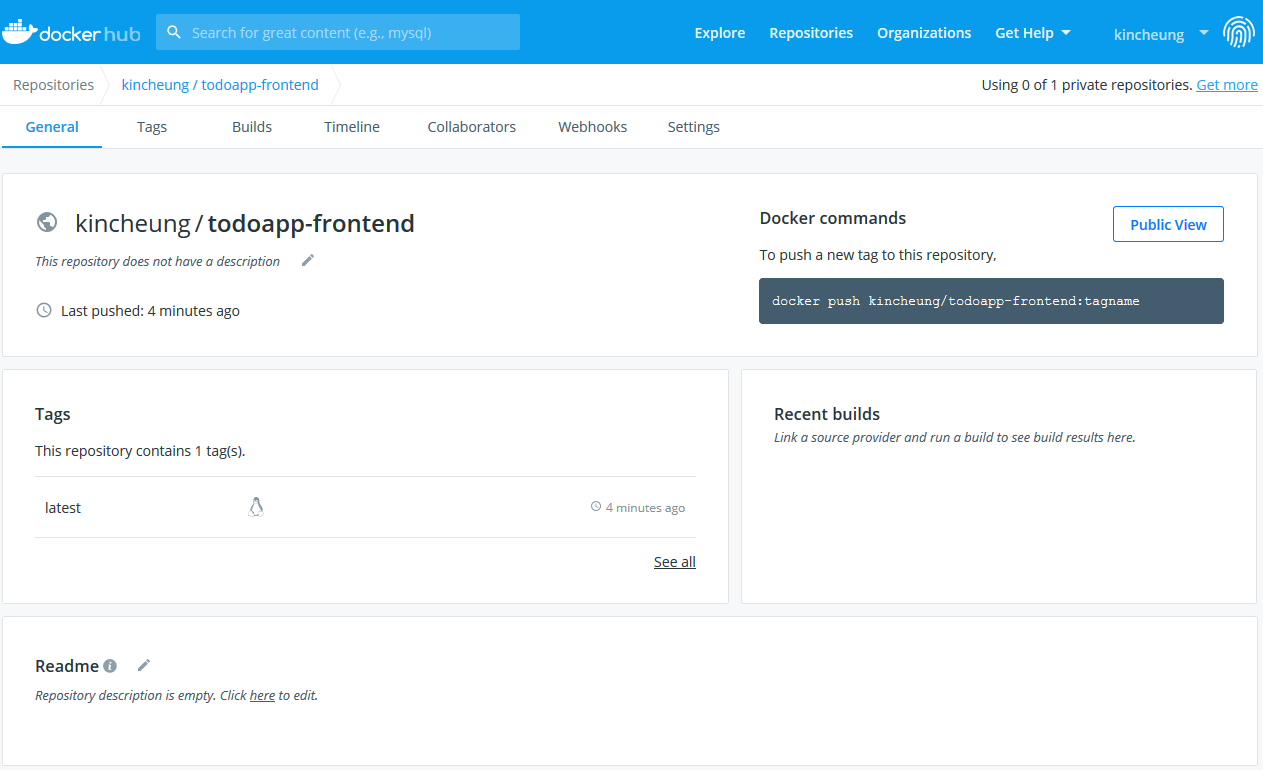 docker hub
Search for great content (e.g., mysql)
Explore Repositories Organizations Get Help kincheung
Repositories kincheung / todoapp-frontend Using 0 of 1 private repositories. Get more
General Tags Builds Timeline Collaborators Webhooks Settings
kincheung / todoapp-frontend
This repository does not have a description
Last pushed: 4 minutes ago
Docker commands
Public View
To push a new tag to this repository,
docker push kincheung/todoapp-frontend:tagname
Tags
This repository contains 1 tag(s).
latest 4 minutes ago
See all
Recent builds
Link a source provider and run a build to see build results here.
Readme
Repository description is empty. Click here to edit.